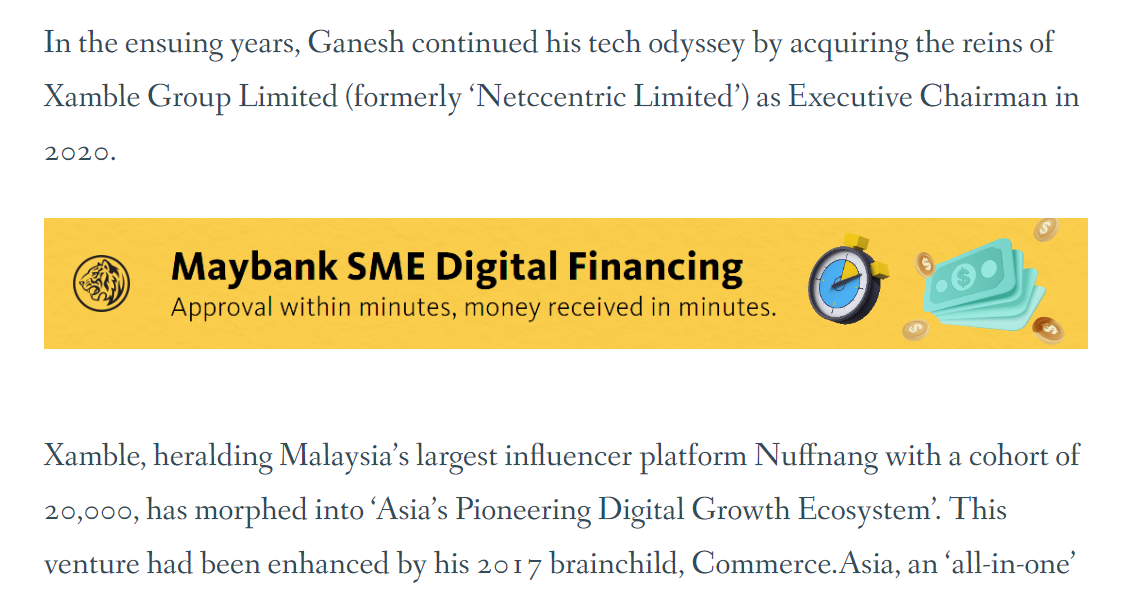 In the ensuing years, Ganesh continued his tech odyssey by acquiring the reins of
Xamble Group Limited (formerly ‘Netccentric Limited’) as Executive Chairman in
2020.
Maybank SME Digital Financing
Approval within minutes, money received in minutes.
Xamble, heralding Malaysia’s largest influencer platform Nuffnang with a cohort of
20,000, has morphed into ‘Asia’s Pioneering Digital Growth Ecosystem’. This
venture had been enhanced by his 2017 brainchild, Commerce.Asia, an ‘all-in-one’